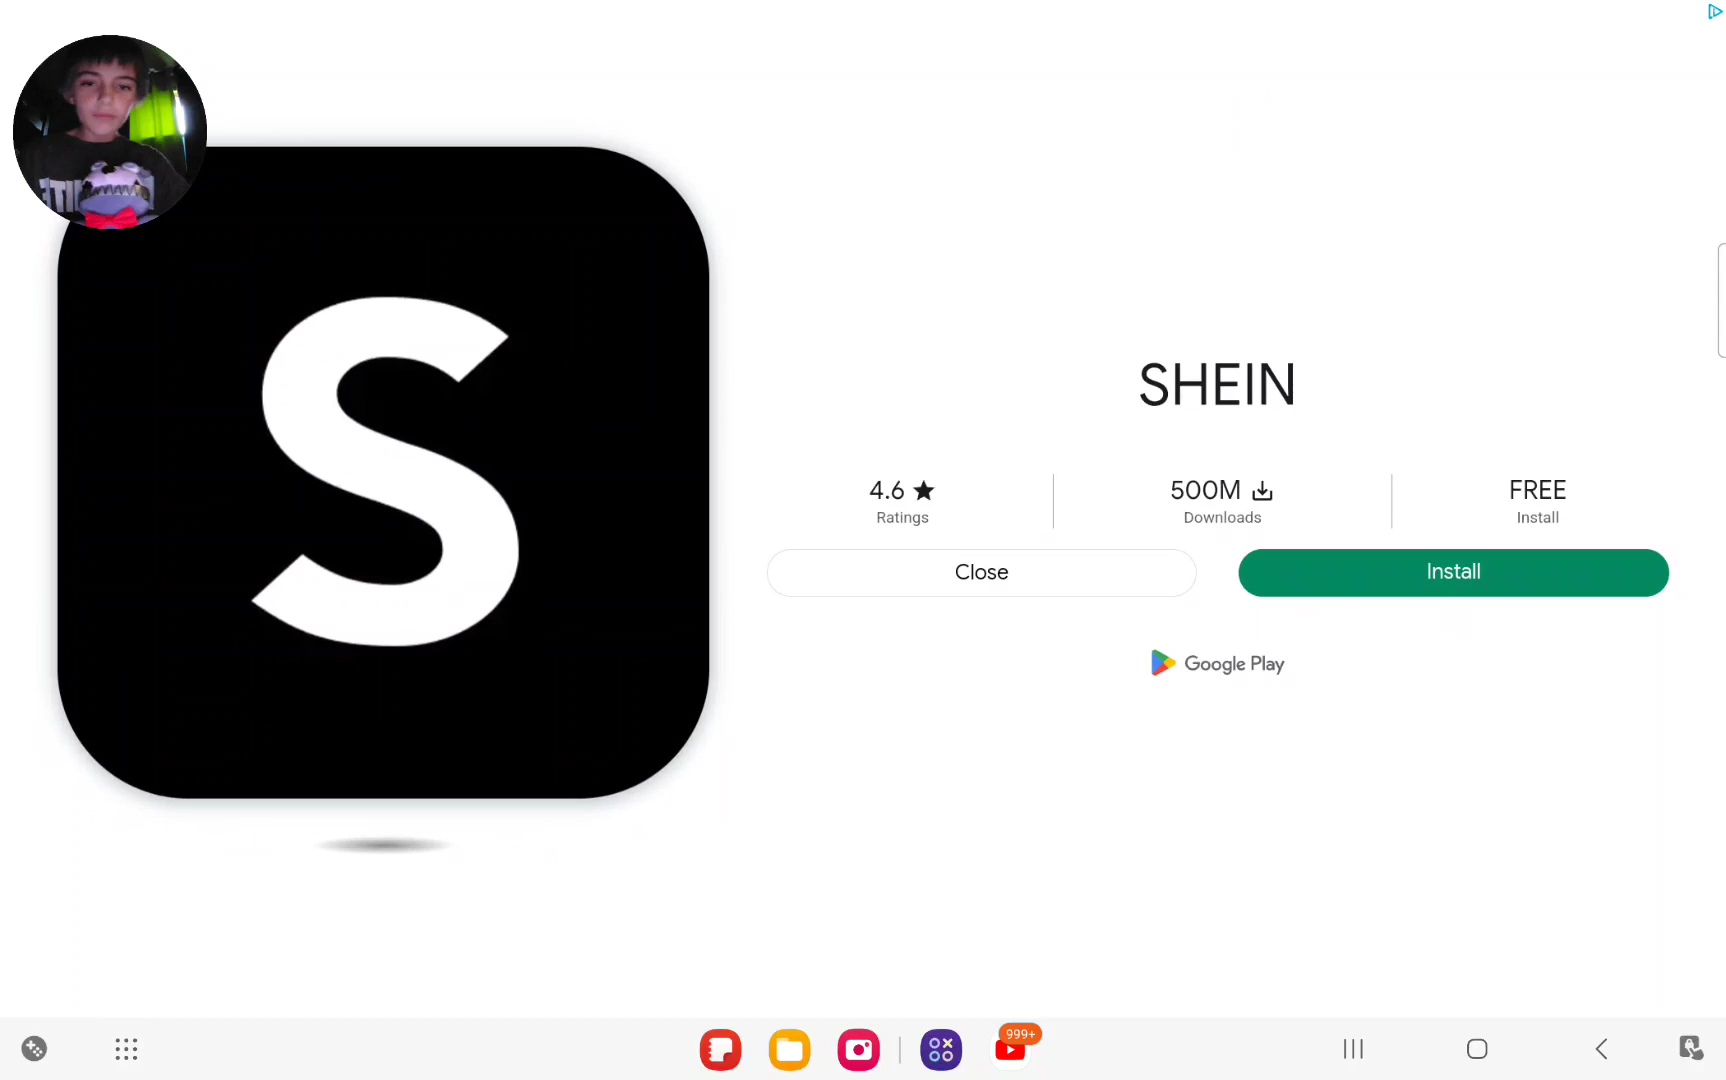 S
SHEIN
4.6 ★
Ratings
500M
Downloads
FREE
Install
Close
Install
Google Play
999+